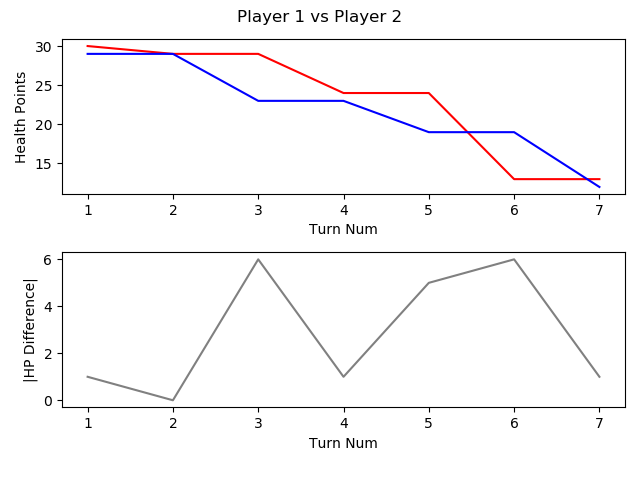 Player 1 vs Player 2
30
25
20
15
Health Points
1 2 3 4 5 6 7
Turn Num
6
4
2
0
|HP Difference|
1 2 3 4 5 6 7
Turn Num